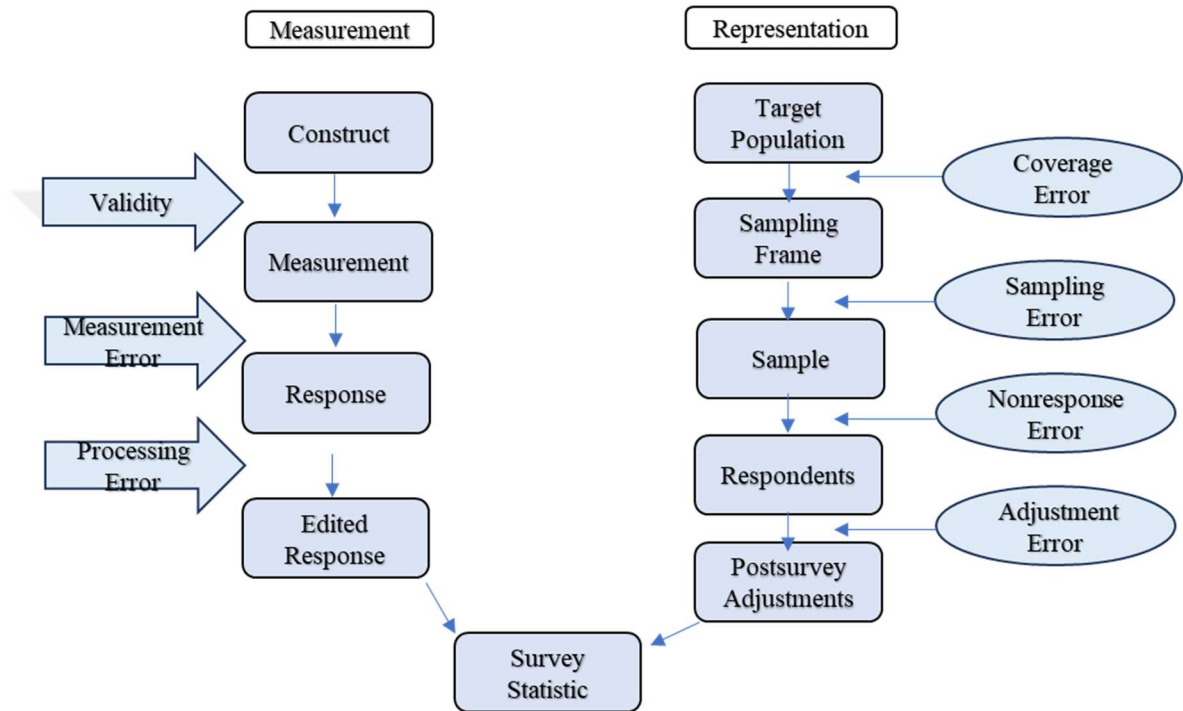 Measurement
Representation
Construct
Target
Population
Validity
Coverage
Error
Measurement
Sampling
Frame
Measurement
Error
Sampling
Error
Response
Sample
Processing
Error
Nonresponse
Error
Edited
Response
Respondents
Adjustment
Error
Postsurvey
Adjustments
Survey
Statistic